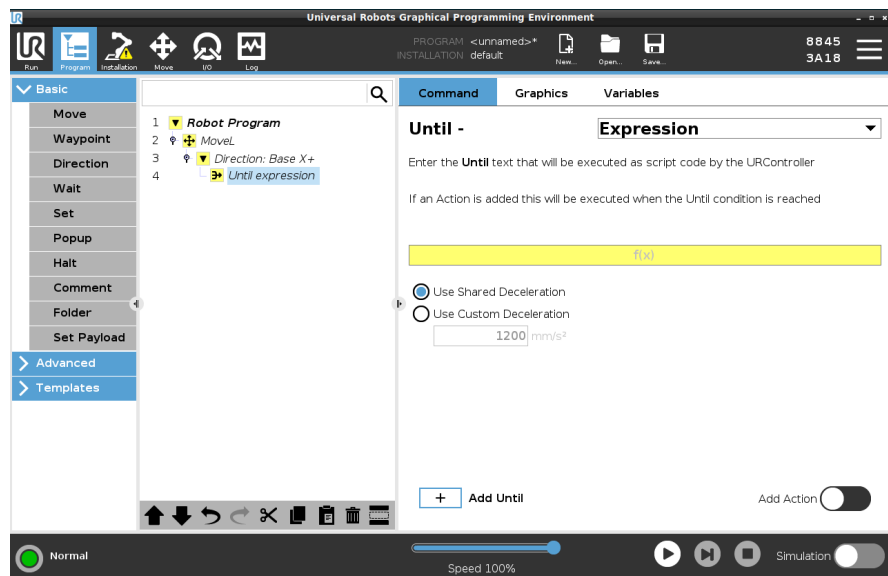 UR
Universal Robots Graphical Programming Environment
UR
Run
Program
Installation
Move
I/O
Log
PROGRAM <unnamed>*
INSTALLATION default
New...
Open...
Save...
8845
3A18
Basic
Move
Waypoint
Direction
Wait
Set
Popup
Halt
Comment
Folder
Set Payload
Advanced
Templates
1 Robot Program
2 MoveL
3 Direction: Base X+
4 Until expression
Command Graphics Variables
Until - Expression
Enter the Until text that will be executed as script code by the URController
If an Action is added this will be executed when the Until condition is reached
f(x)
Use Shared Deceleration
Use Custom Deceleration
1200 mm/s²
+ Add Until
Add Action
Normal
Speed 100%
Simulation